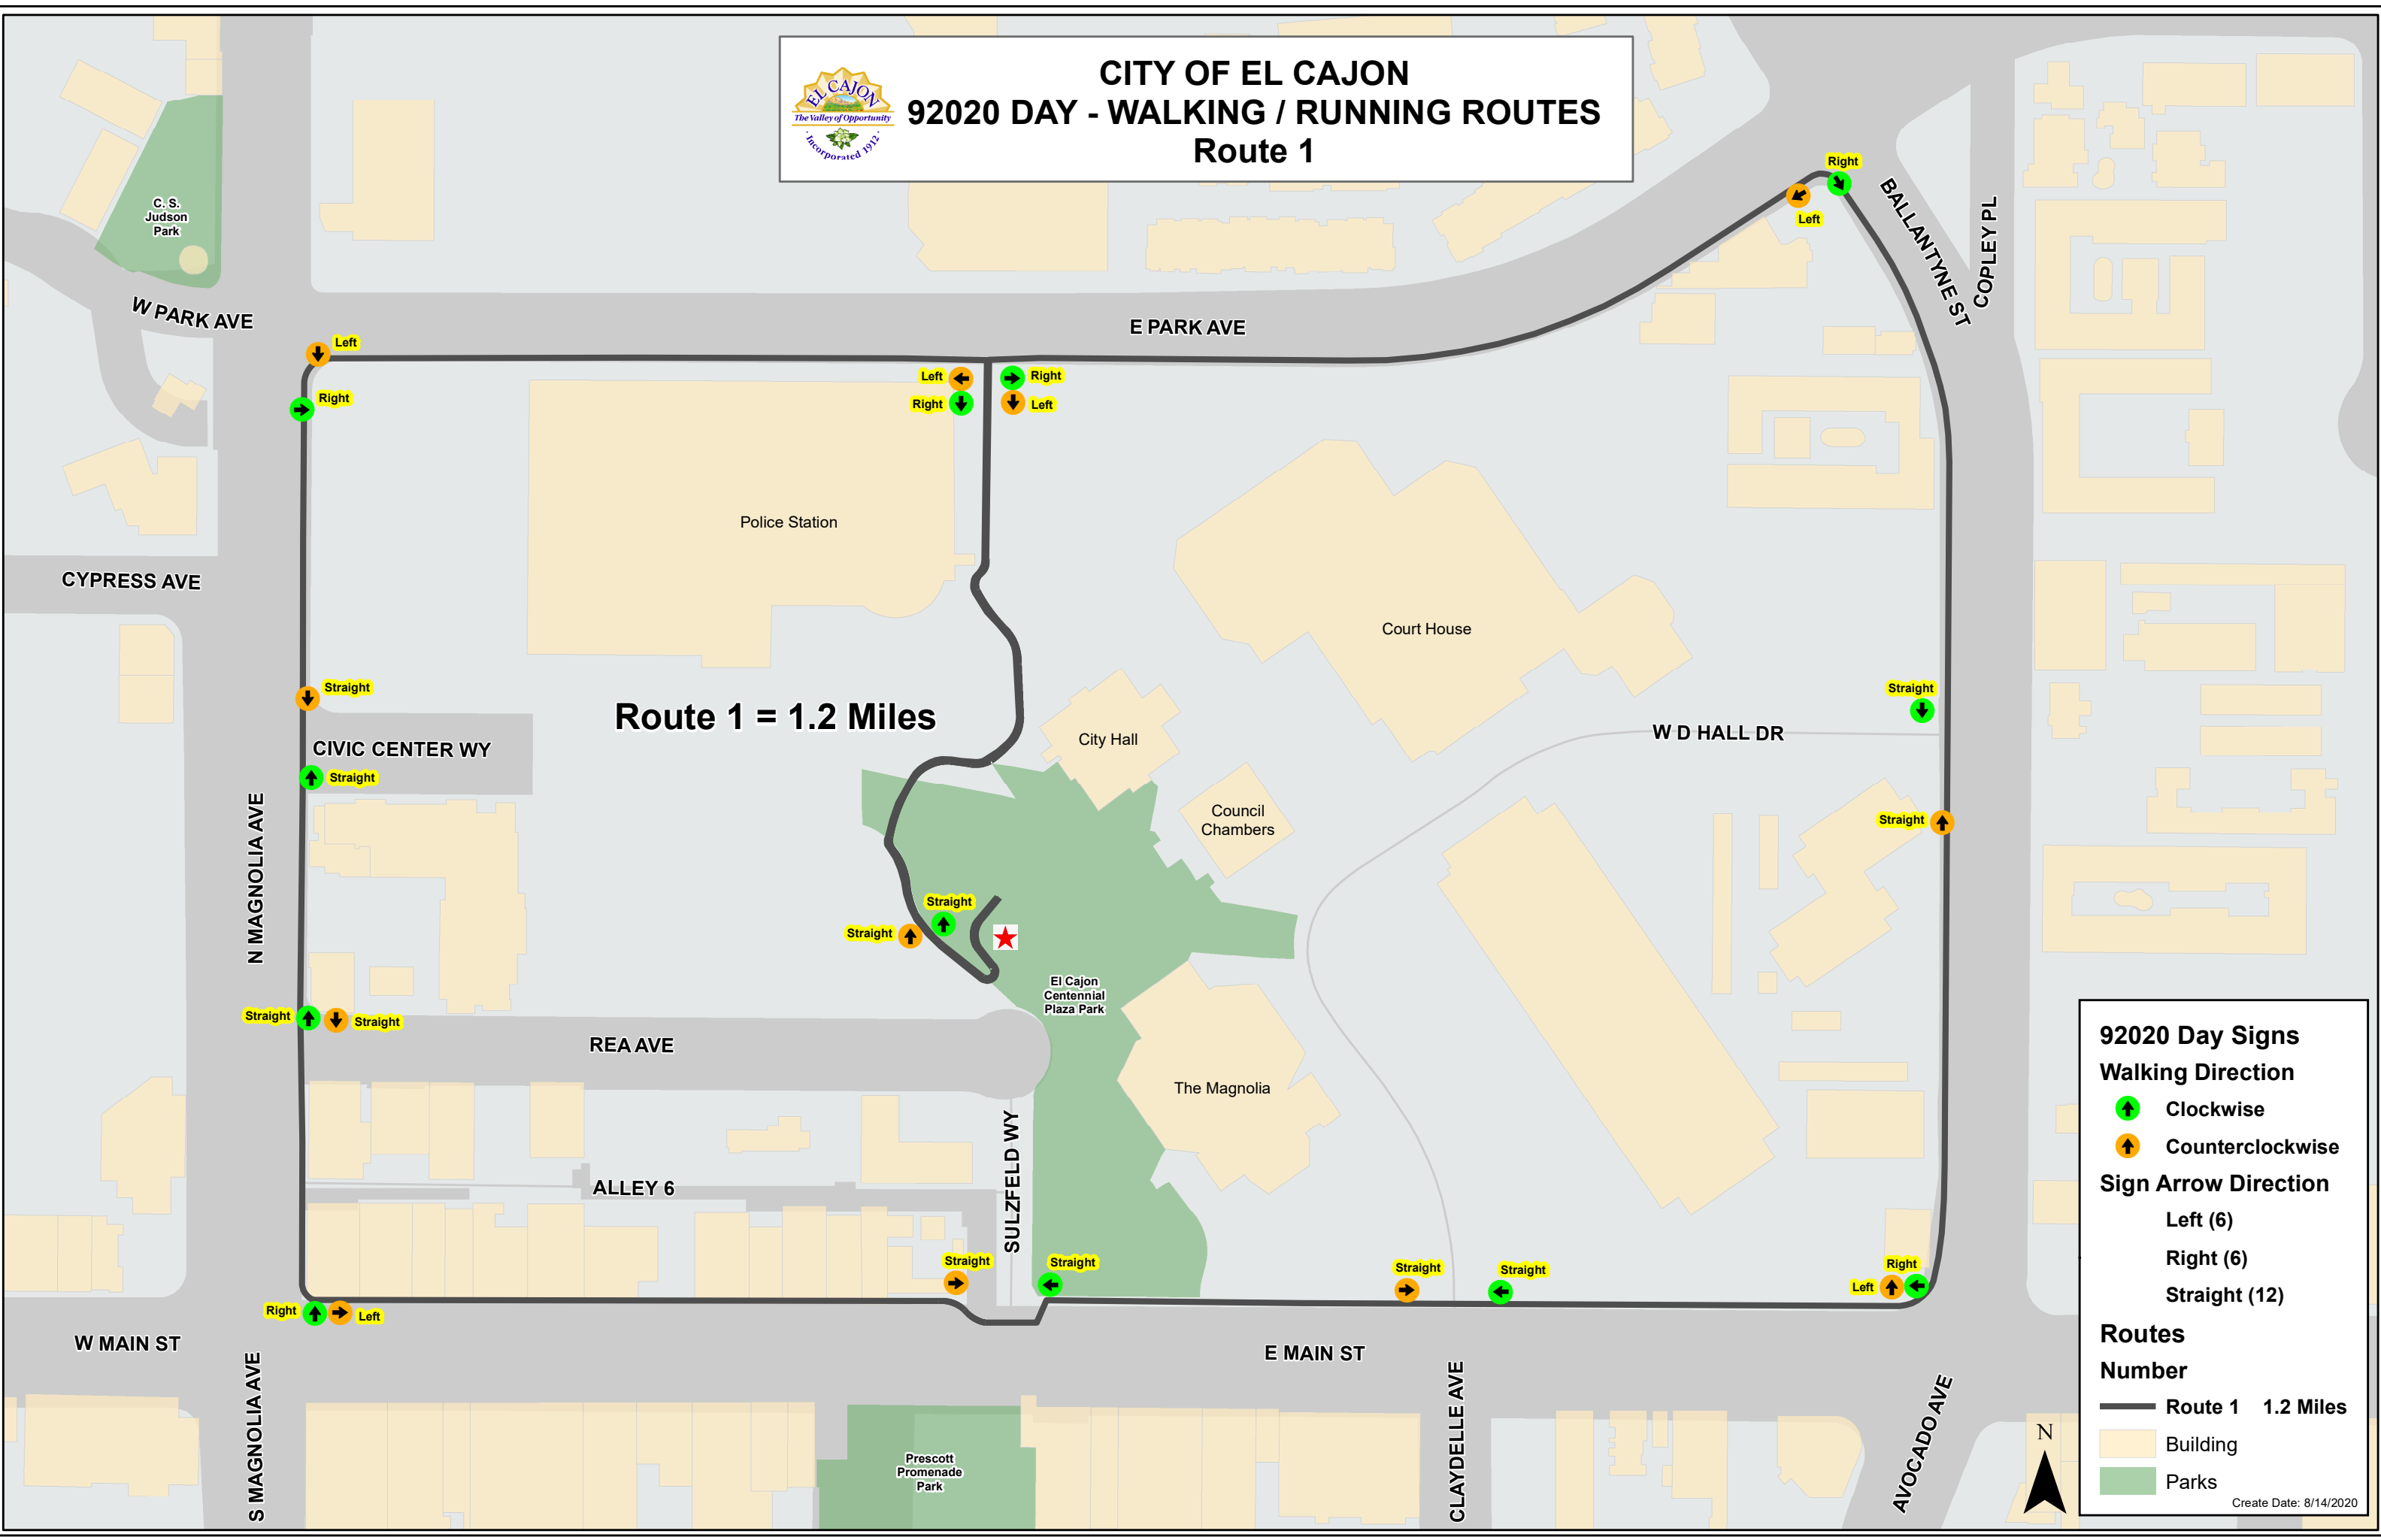 CITY OF EL CAJON
92020 DAY - WALKING / RUNNING ROUTES
Route 1
EL CAJON
The Valley of Opportunity
· Incorporated 1912 ·
C. S.
Judson
Park
W PARK AVE
E PARK AVE
BALLANTYNE ST
COPLEY PL
Right
Left
Left
Right
Left
Right
Right
Left
Police Station
Court House
CYPRESS AVE
Straight
Route 1 = 1.2 Miles
City Hall
W D HALL DR
Straight
CIVIC CENTER WY
Straight
Council
Chambers
Straight
N MAGNOLIA AVE
Straight
Straight
El Cajon
Centennial
Plaza Park
Straight
Straight
REA AVE
The Magnolia
ALLEY 6
SULZFELD WY
Straight
Straight
Straight
Straight
Right
Left
Right
Left
W MAIN ST
E MAIN ST
S MAGNOLIA AVE
CLAYDELLE AVE
AVOCADO AVE
Prescott
Promenade
Park
N
92020 Day Signs
Walking Direction
Clockwise
Counterclockwise
Sign Arrow Direction
Left (6)
Right (6)
Straight (12)
Routes
Number
Route 1 1.2 Miles
Building
Parks
Create Date: 8/14/2020